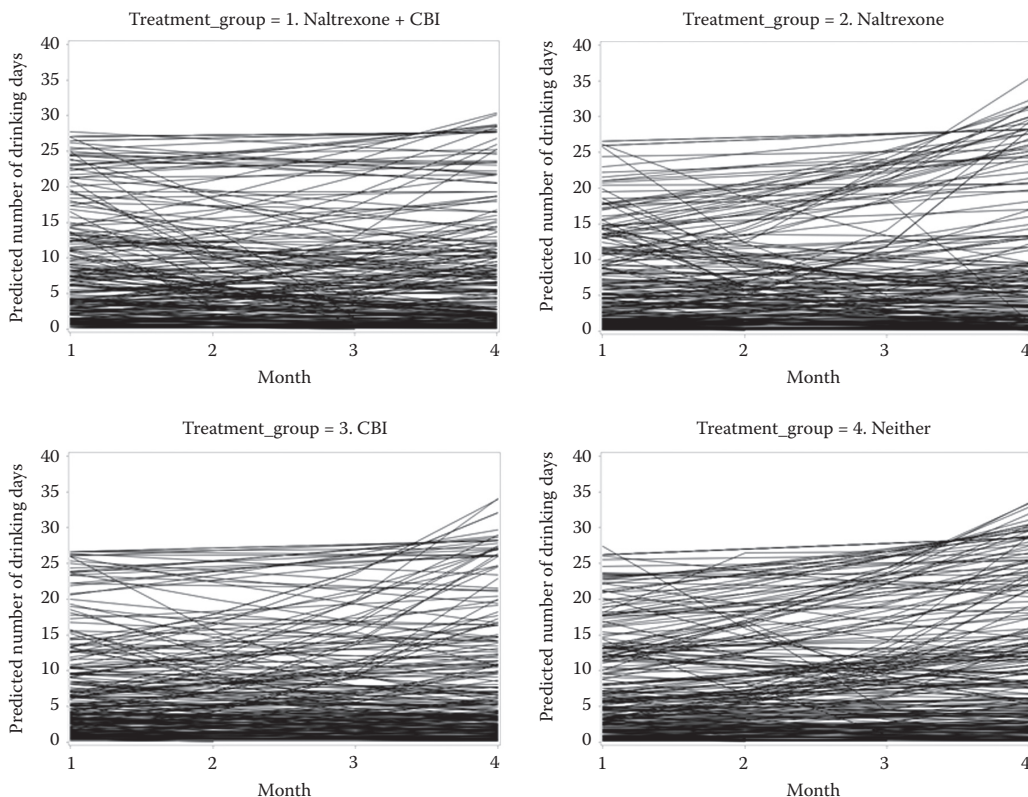 Treatment_group = 1. Naltrexone + CBI
Predicted number of drinking days
40
35
30
25
20
15
10
5
0
1 2 3 4
Month
Treatment_group = 2. Naltrexone
Predicted number of drinking days
40
35
30
25
20
15
10
5
0
1 2 3 4
Month
Treatment_group = 3. CBI
Predicted number of drinking days
40
35
30
25
20
15
10
5
0
1 2 3 4
Month
Treatment_group = 4. Neither
Predicted number of drinking days
40
35
30
25
20
15
10
5
0
1 2 3 4
Month